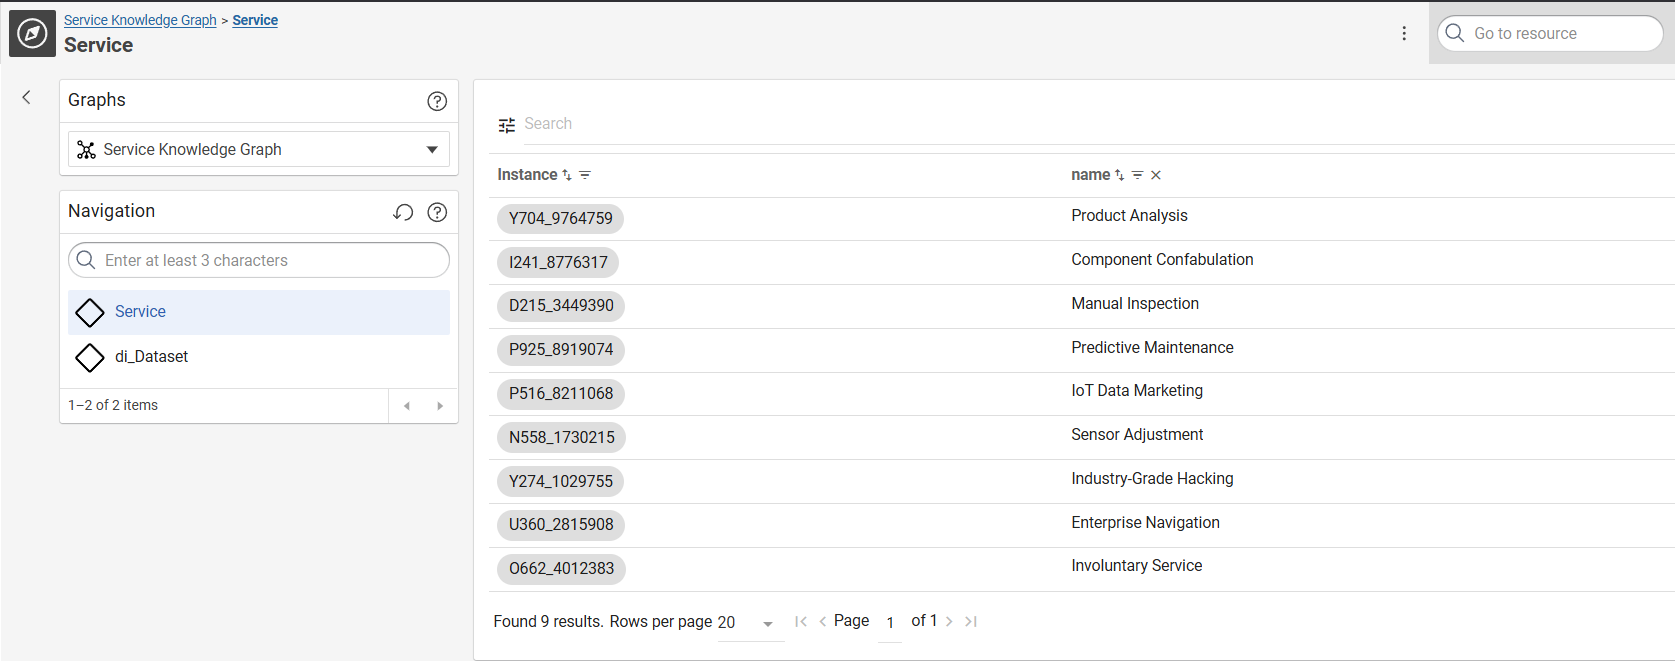 Service Knowledge Graph > Service
Service
Go to resource
Graphs
Service Knowledge Graph
Navigation
Enter at least 3 characters
Service
di_Dataset
1–2 of 2 items
Search
Instance name
Y704_9764759 Product Analysis
I241_8776317 Component Confabulation
D215_3449390 Manual Inspection
P925_8919074 Predictive Maintenance
P516_8211068 IoT Data Marketing
N558_1730215 Sensor Adjustment
Y274_1029755 Industry-Grade Hacking
U360_2815908 Enterprise Navigation
O662_4012383 Involuntary Service
Found 9 results. Rows per page 20 Page 1 of 1